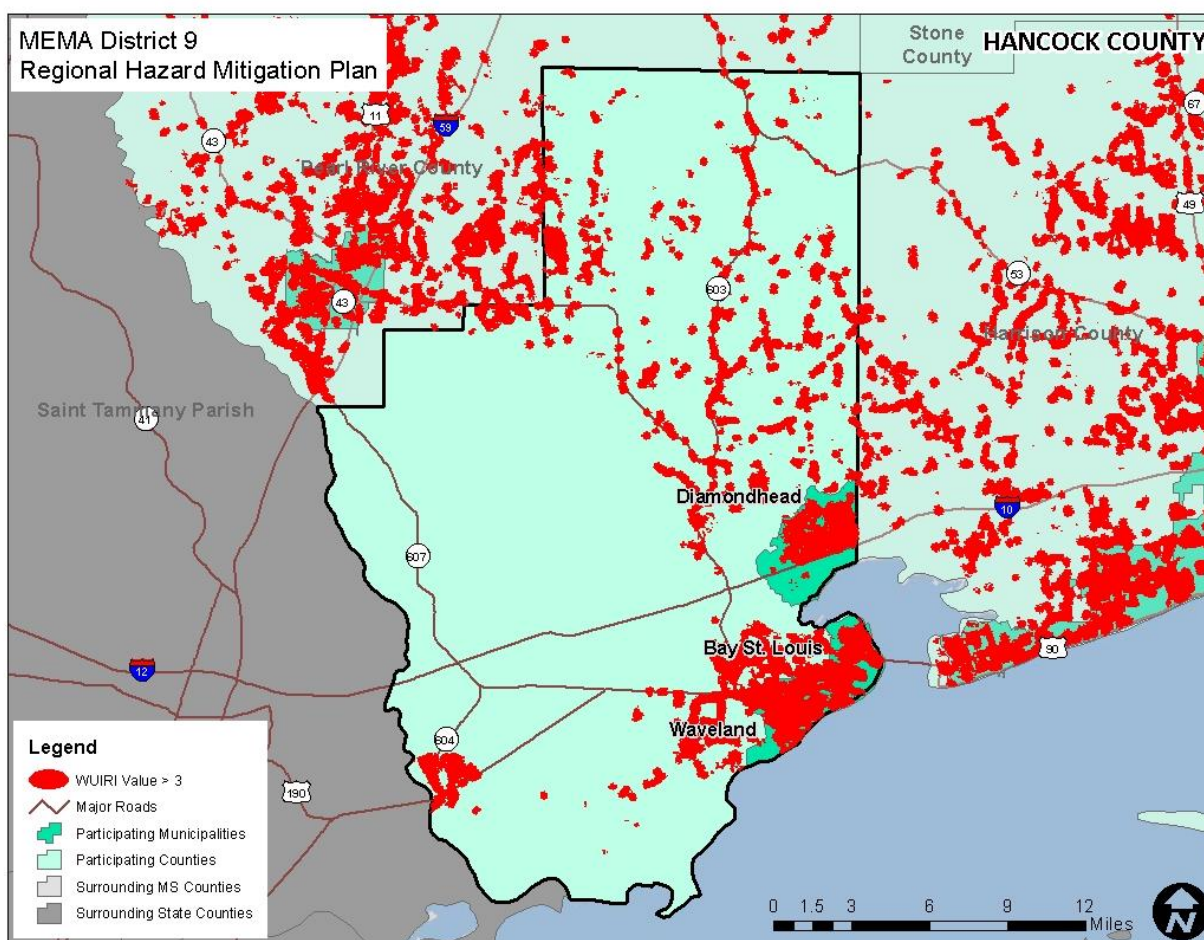 MEMA District 9
Regional Hazard Mitigation Plan
HANCOCK COUNTY
Stone
County
67
11
43
59
Pearl River County
49
603
53
43
Harrison County
Saint Tammany Parish
41
Diamondhead
10
607
Bay St. Louis
90
12
Waveland
604
190
Legend
WUIRI Value > 3
Major Roads
Participating Municipalities
Participating Counties
Surrounding MS Counties
Surrounding State Counties
0 1.5 3 6 9 12
Miles
N